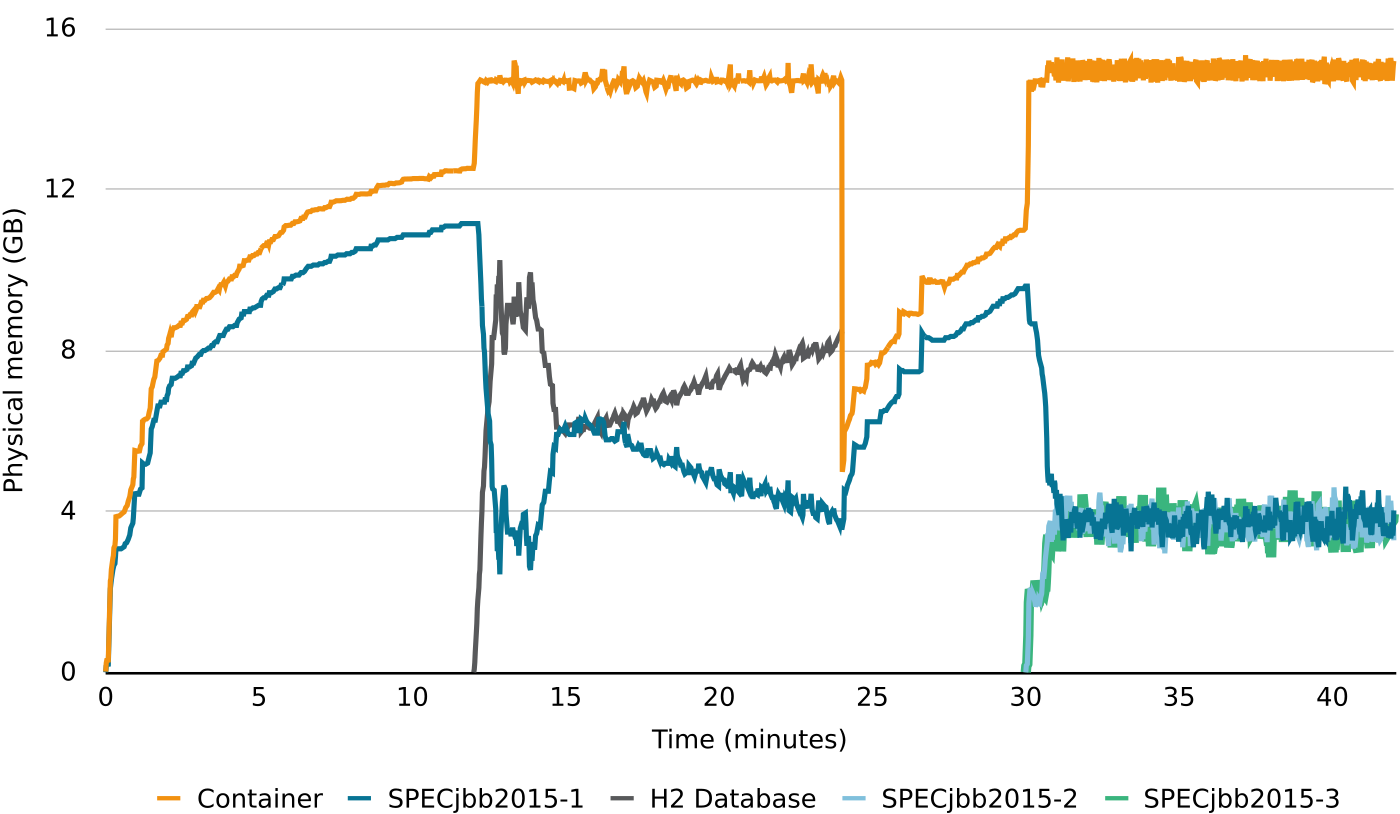 16
12
8
4
0
Physical memory (GB)
0 5 10 15 20 25 30 35 40
Time (minutes)
Container SPECjbb2015-1 H2 Database SPECjbb2015-2 SPECjbb2015-3